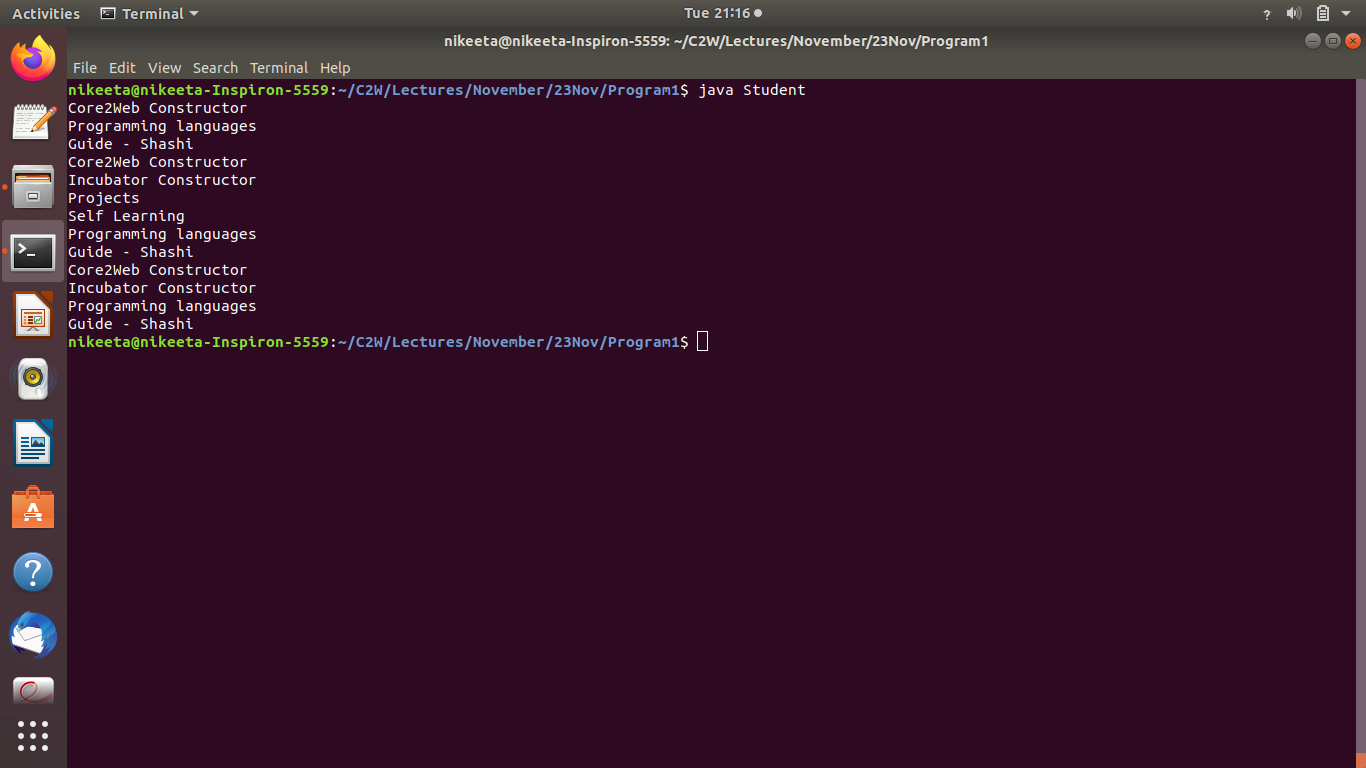 Activities Terminal Tue 21:16
nikeeta@nikeeta-Inspiron-5559: ~/C2W/Lectures/November/23Nov/Program1
File Edit View Search Terminal Help
nikeeta@nikeeta-Inspiron-5559:~/C2W/Lectures/November/23Nov/Program1$ java Student
Core2Web Constructor
Programming languages
Guide - Shashi
Core2Web Constructor
Incubator Constructor
Projects
Self Learning
Programming languages
Guide - Shashi
Core2Web Constructor
Incubator Constructor
Programming languages
Guide - Shashi
nikeeta@nikeeta-Inspiron-5559:~/C2W/Lectures/November/23Nov/Program1$